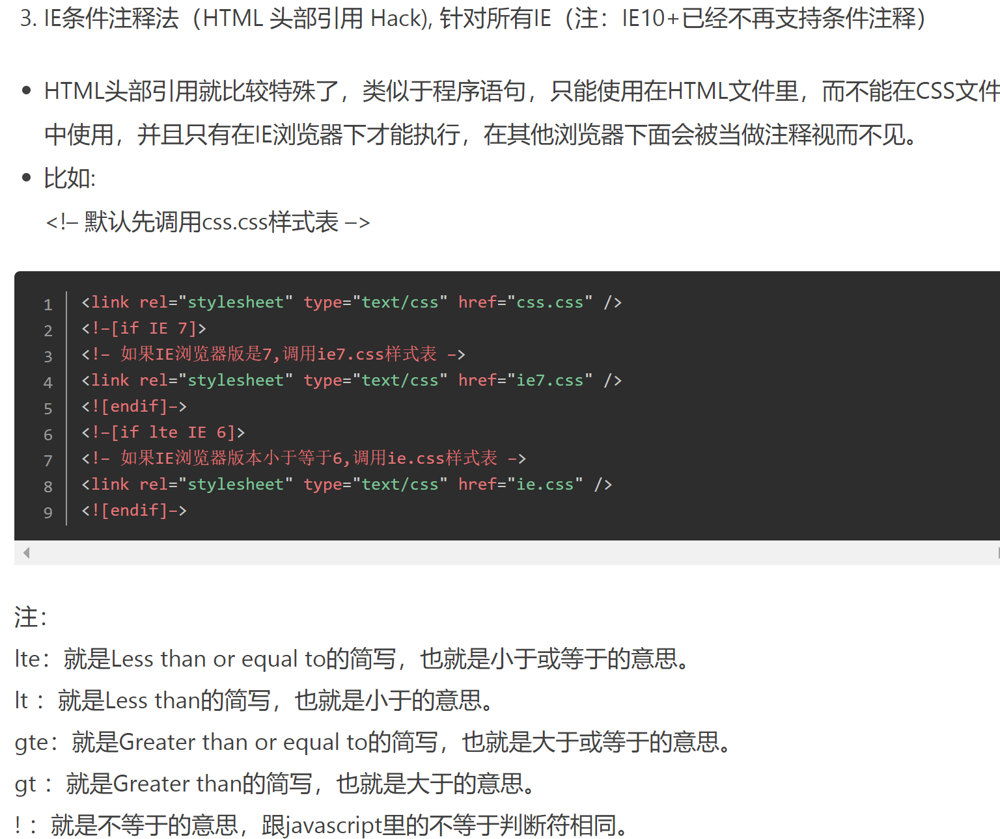 3. IE条件注释法（HTML 头部引用 Hack), 针对所有IE（注：IE10+已经不再支持条件注释）
• HTML头部引用就比较特殊了，类似于程序语句，只能使用在HTML文件里，而不能在CSS文件
中使用，并且只有在IE浏览器下才能执行，在其他浏览器下面会被当做注释视而不见。
• 比如:
<!– 默认先调用css.css样式表 –>
1 <link rel="stylesheet" type="text/css" href="css.css" />
2 <!–[if IE 7]>
3 <!– 如果IE浏览器版是7,调用ie7.css样式表 –>
4 <link rel="stylesheet" type="text/css" href="ie7.css" />
5 <![endif]–>
6 <!–[if lte IE 6]>
7 <!– 如果IE浏览器版本小于等于6,调用ie.css样式表 –>
8 <link rel="stylesheet" type="text/css" href="ie.css" />
9 <![endif]–>
注：
lte：就是Less than or equal to的简写，也就是小于或等于的意思。
lt ：就是Less than的简写，也就是小于的意思。
gte：就是Greater than or equal to的简写，也就是大于或等于的意思。
gt ：就是Greater than的简写，也就是大于的意思。
! ：就是不等于的意思，跟javascript里的不等于判断符相同。